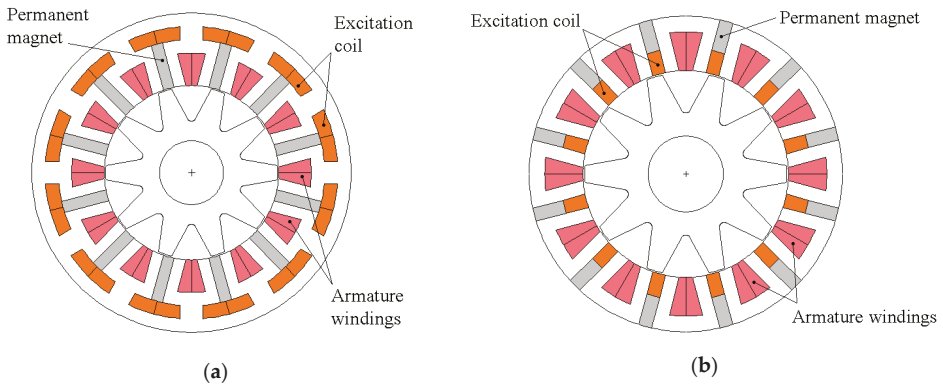 Permanent
magnet
Excitation
coil
Armature
windings
(a)
Excitation coil
Permanent magnet
Armature windings
(b)